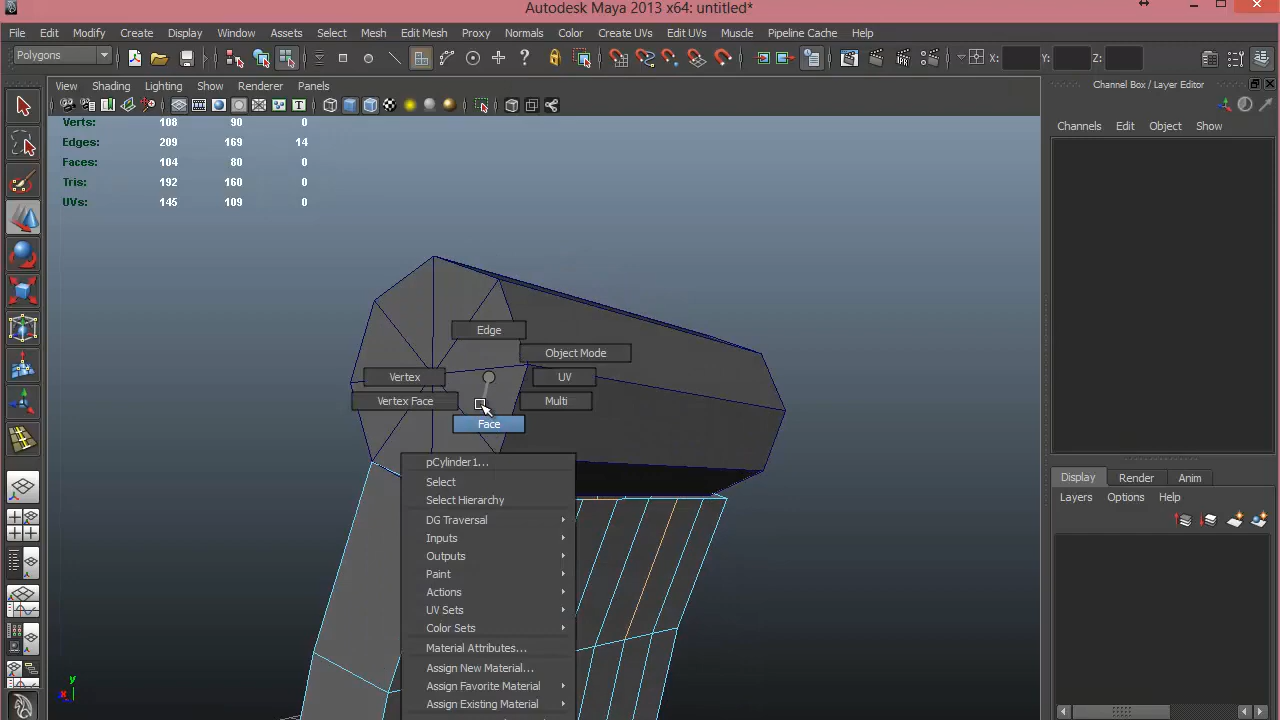 Autodesk Maya 2013 x64: untitled*
File Edit Modify Create Display Window Assets Select Mesh Edit Mesh Proxy Normals Color Create UVs Edit UVs Muscle Pipeline Cache Help
Polygons X: Y: Z:
View Shading Lighting Show Renderer Panels
Channel Box / Layer Editor
Channels Edit Object Show
Verts: 108 90 0
Edges: 209 169 14
Faces: 104 80 0
Tris: 192 160 0
UVs: 145 109 0
Edge
Object Mode
Vertex UV
Vertex Face Multi
Face
pCylinder1...
Select
Select Hierarchy
DG Traversal
Inputs
Outputs
Paint
Actions
UV Sets
Color Sets
Material Attributes...
Assign New Material...
Assign Favorite Material
Assign Existing Material
Display Render Anim
Layers Options Help
y
x